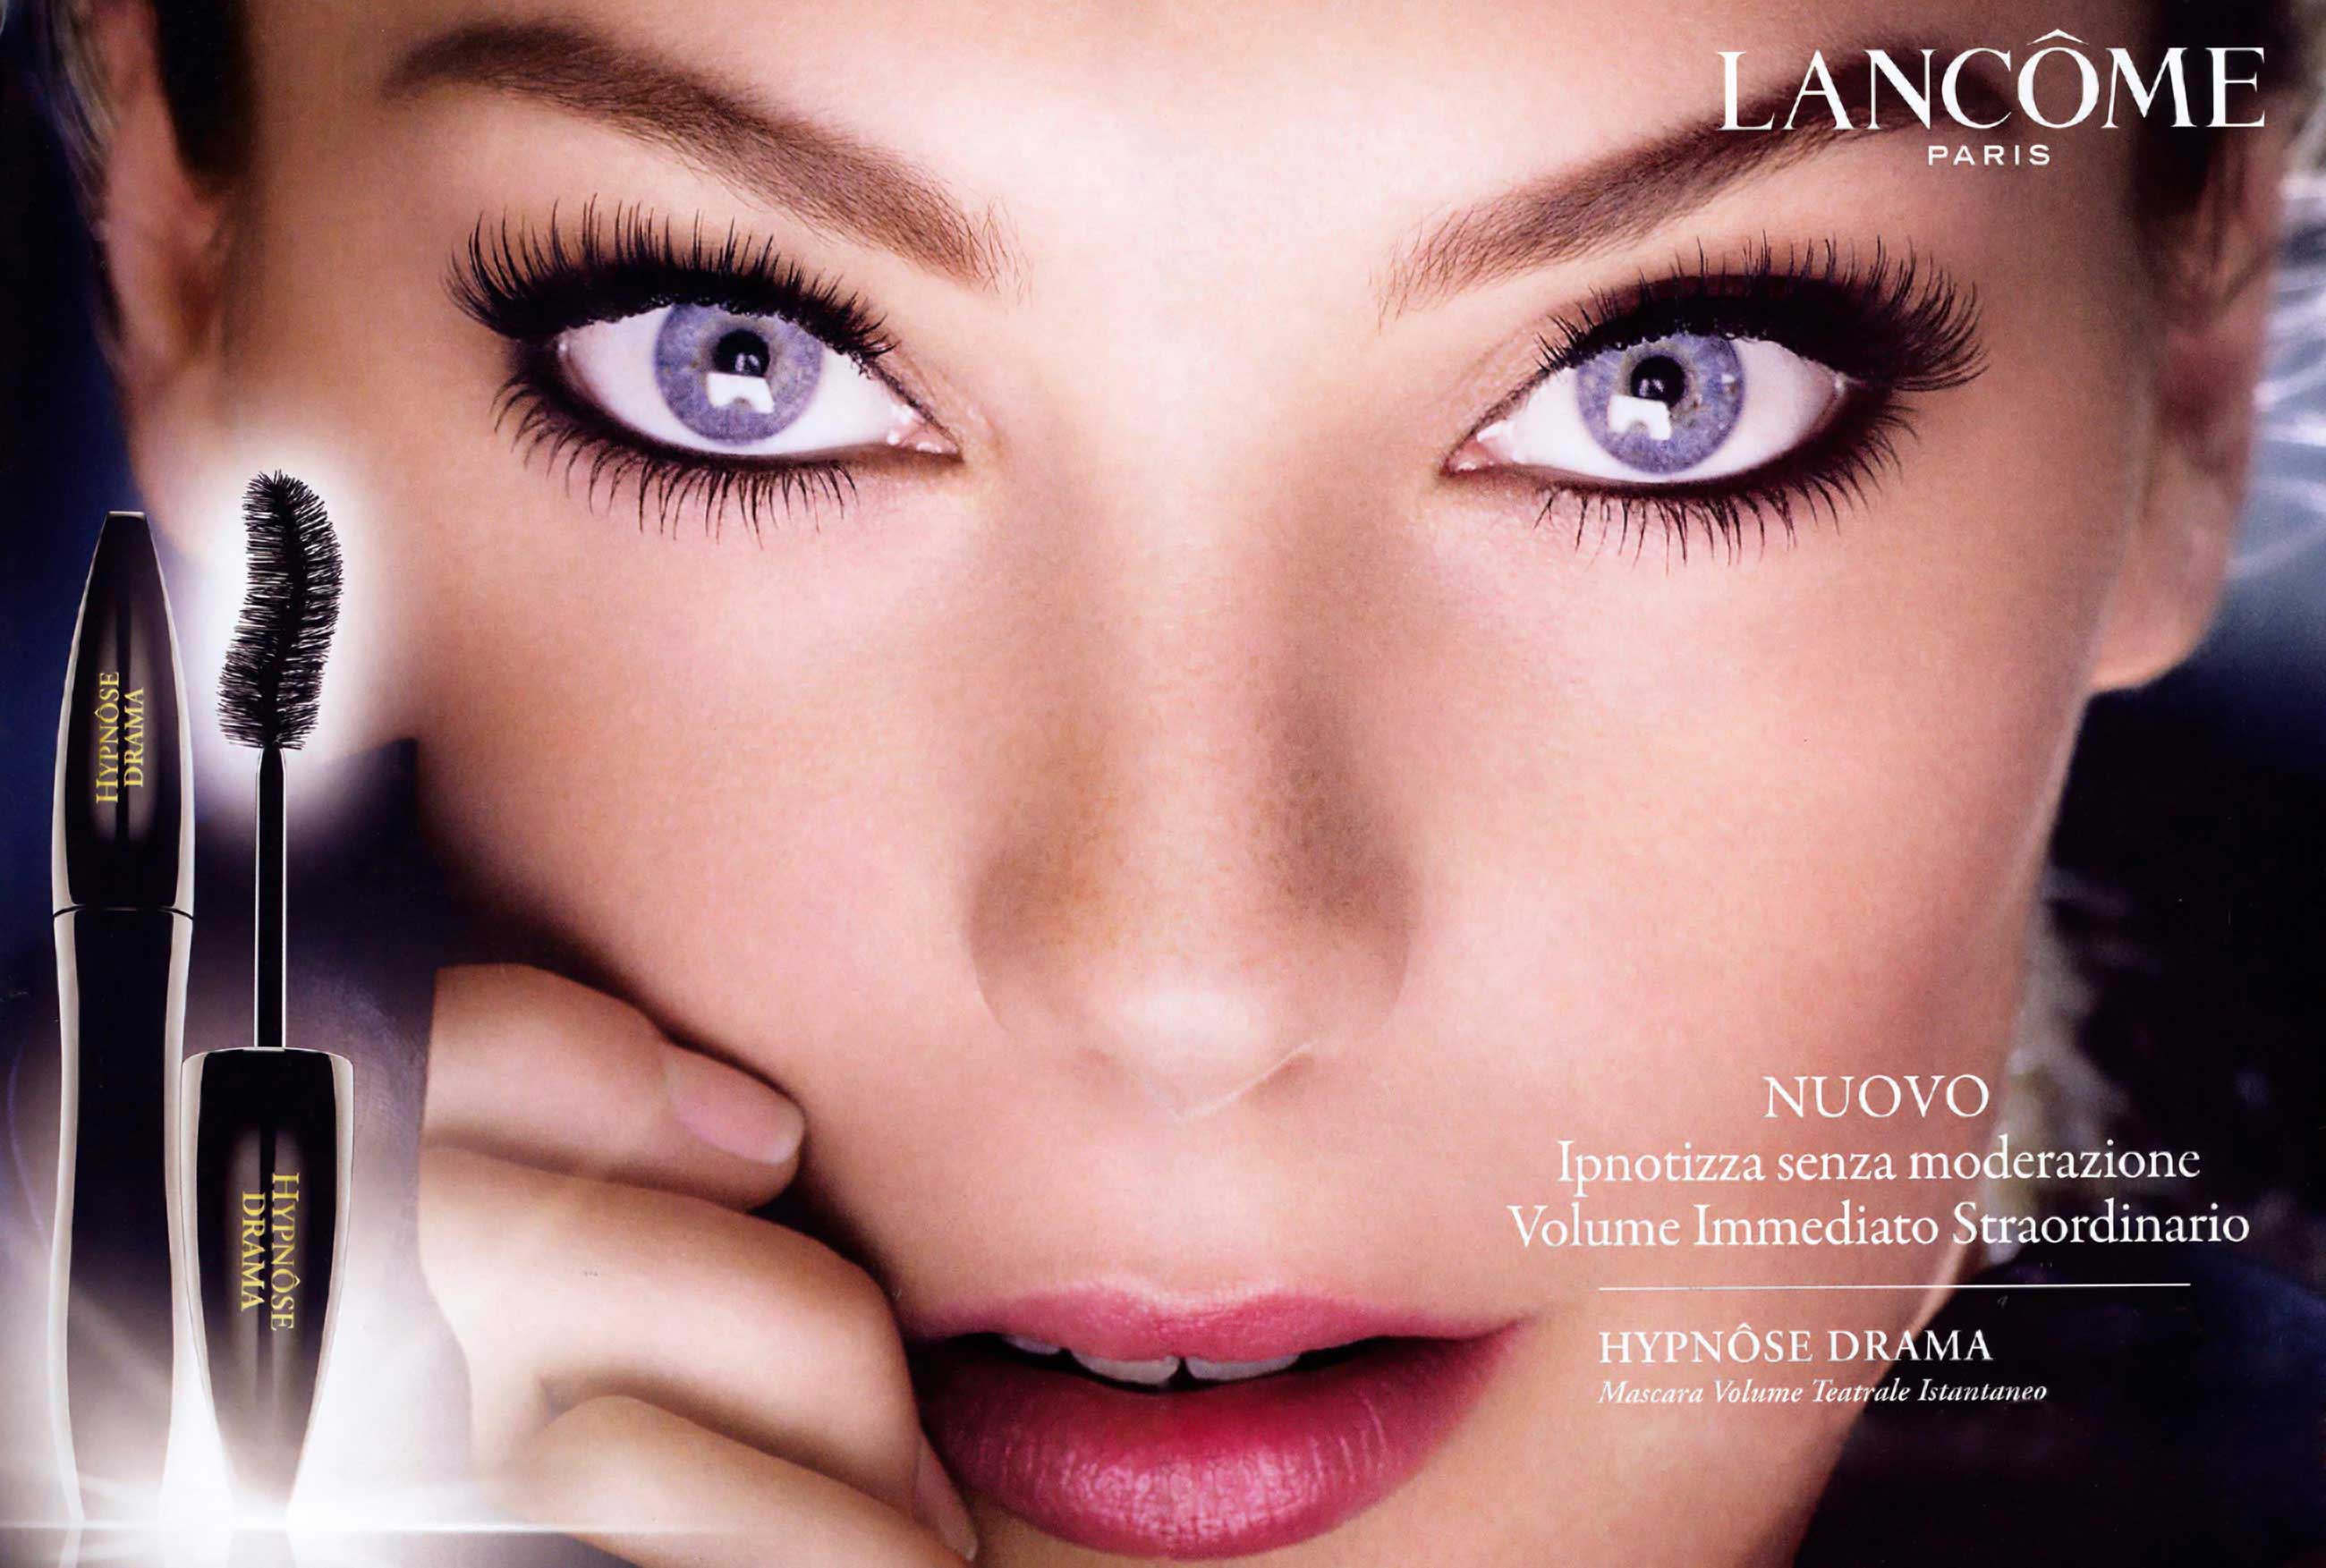 LANCÔME
PARIS
HYPNÔSE
DRAMA
HYPNÔSE
DRAMA
NUOVO
Ipnotizza senza moderazione
Volume Immediato Straordinario
HYPNÔSE DRAMA
Mascara Volume Teatrale Istantaneo